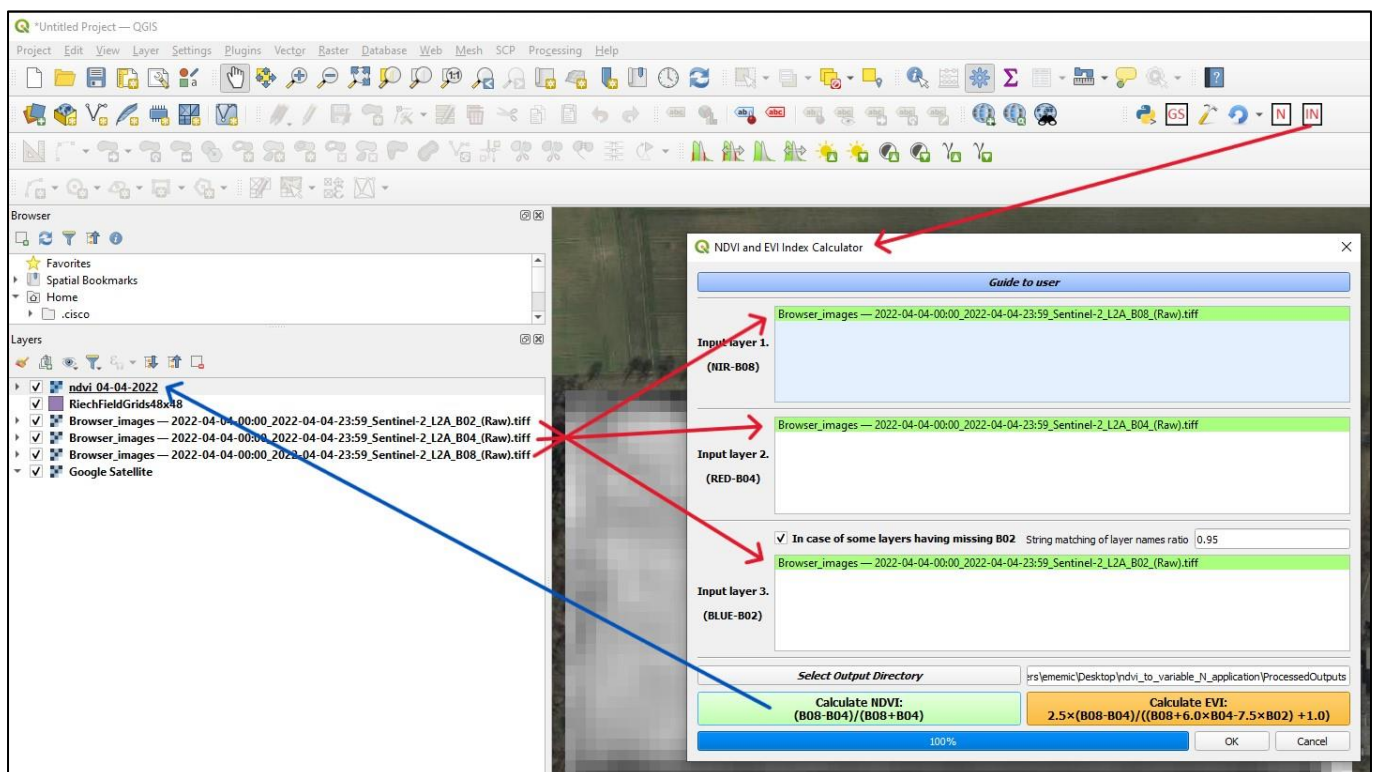 *Untitled Project — QGIS
Project Edit View Layer Settings Plugins Vector Raster Database Web Mesh SCP Processing Help
GS N IN
Browser
Favorites
Spatial Bookmarks
Home
.cisco
Layers
ndvi_04-04-2022
RiechFieldGrids48x48
Browser_images — 2022-04-04-00:00_2022-04-04-23:59_Sentinel-2_L2A_B02_(Raw).tiff
Browser_images — 2022-04-04-00:00_2022-04-04-23:59_Sentinel-2_L2A_B04_(Raw).tiff
Browser_images — 2022-04-04-00:00_2022-04-04-23:59_Sentinel-2_L2A_B08_(Raw).tiff
Google Satellite
NDVI and EVI Index Calculator
Guide to user
Input layer 1.
(NIR-B08)
Browser_images — 2022-04-04-00:00_2022-04-04-23:59_Sentinel-2_L2A_B08_(Raw).tiff
Input layer 2.
(RED-B04)
Browser_images — 2022-04-04-00:00_2022-04-04-23:59_Sentinel-2_L2A_B04_(Raw).tiff
In case of some layers having missing B02 String matching of layer names ratio 0.95
Input layer 3.
(BLUE-B02)
Browser_images — 2022-04-04-00:00_2022-04-04-23:59_Sentinel-2_L2A_B02_(Raw).tiff
Select Output Directory
ers\ememic\Desktop\ndvi_to_variable_N_application\ProcessedOutputs
Calculate NDVI:
(B08-B04)/(B08+B04)
Calculate EVI:
2.5×(B08-B04)/((B08+6.0×B04-7.5×B02) +1.0)
100%
OK Cancel